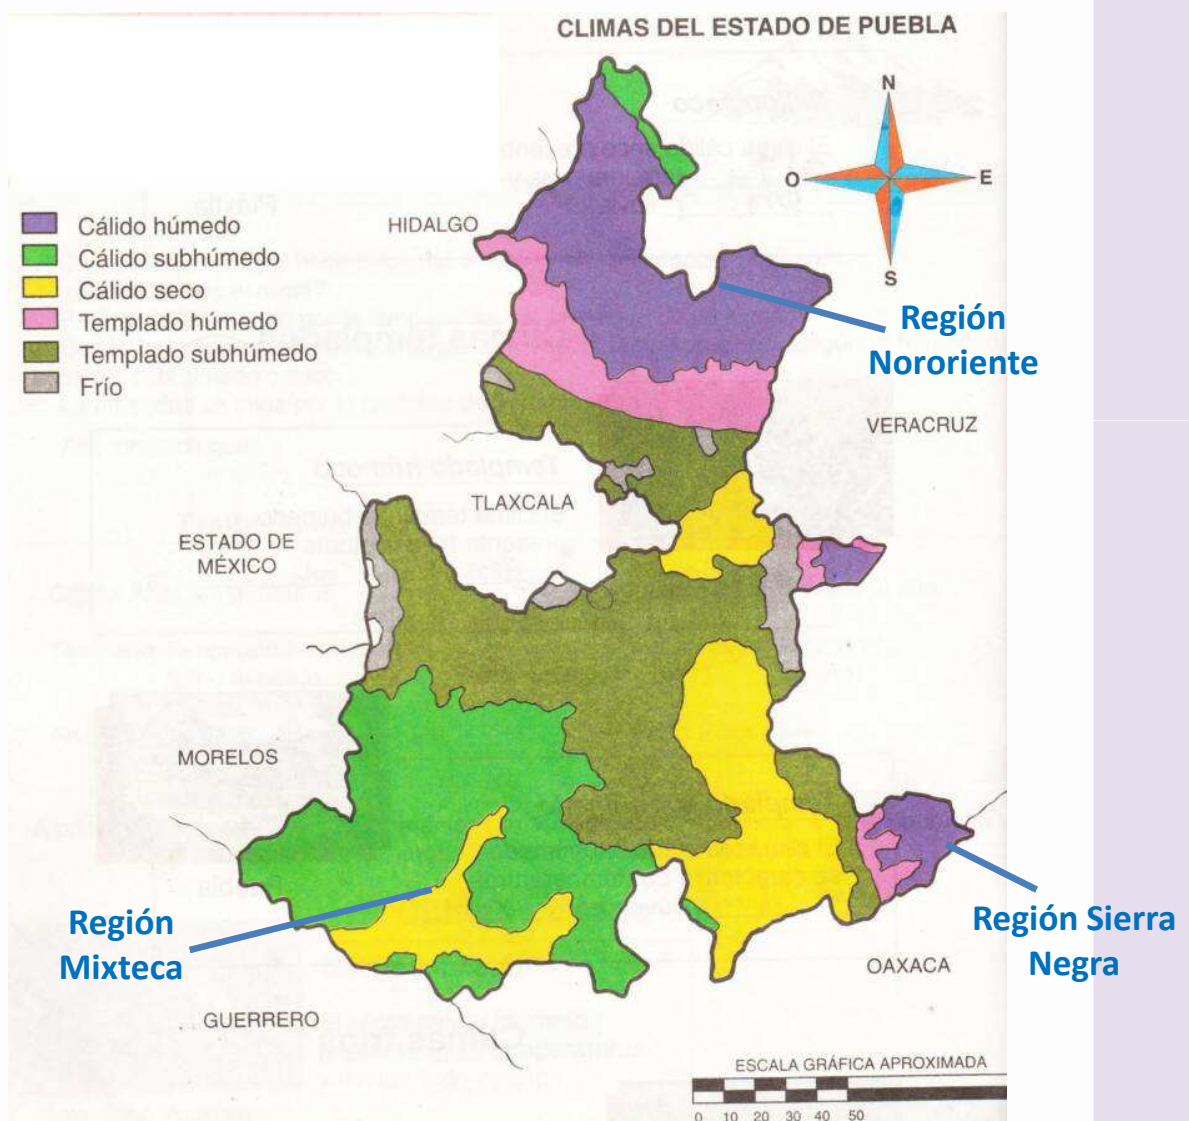 CLIMAS DEL ESTADO DE PUEBLA
N
O
E
S
Cálido húmedo
Cálido subhúmedo
Cálido seco
Templado húmedo
Templado subhúmedo
Frío
HIDALGO
Región
Nororiente
VERACRUZ
TLAXCALA
ESTADO DE
MÉXICO
MORELOS
Región
Mixteca
Región Sierra
Negra
OAXACA
GUERRERO
ESCALA GRÁFICA APROXIMADA
0 10 20 30 40 50